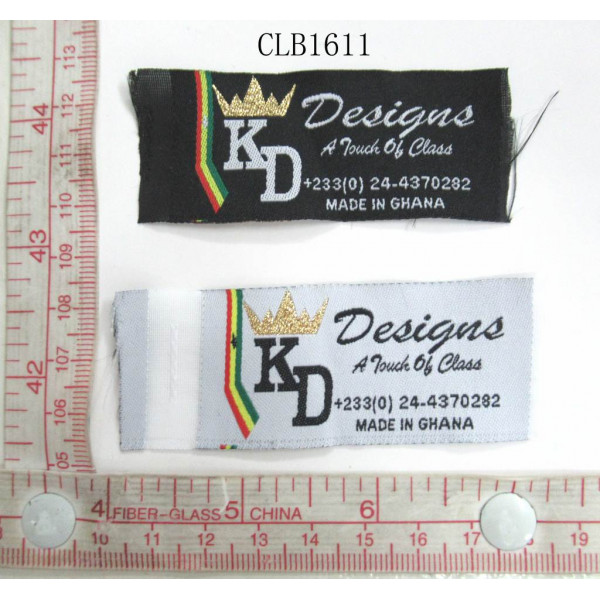 CLB1611
KD
Designs
A Touch Of Class
+233(0) 24-4370282
MADE IN GHANA
KD
Designs
A Touch Of Class
+233(0) 24-4370282
MADE IN GHANA
113
112
44
111
110
43
109
108
107
42
106
05
4 FIBER-GLASS 5 CHINA 6
10 11 12 13 14 15 16 17 18 19